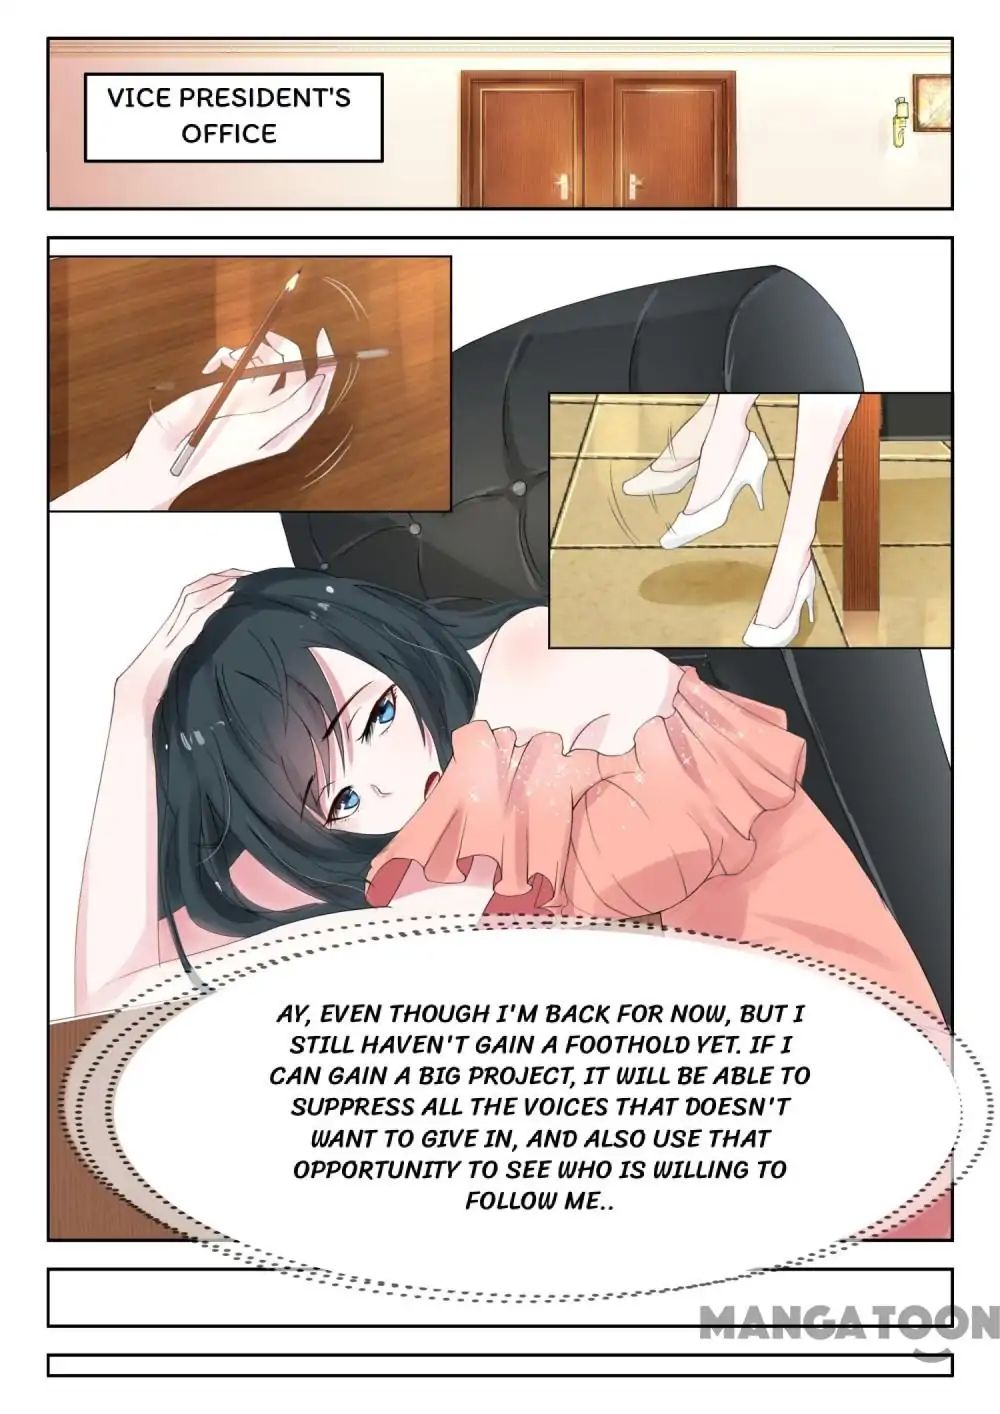 VICE PRESIDENT'S
OFFICE
AY, EVEN THOUGH I'M BACK FOR NOW, BUT I
STILL HAVEN'T GAIN A FOOTHOLD YET. IF I
CAN GAIN A BIG PROJECT, IT WILL BE ABLE TO
SUPPRESS ALL THE VOICES THAT DOESN'T
WANT TO GIVE IN, AND ALSO USE THAT
OPPORTUNITY TO SEE WHO IS WILLING TO
FOLLOW ME..
MANGATOON